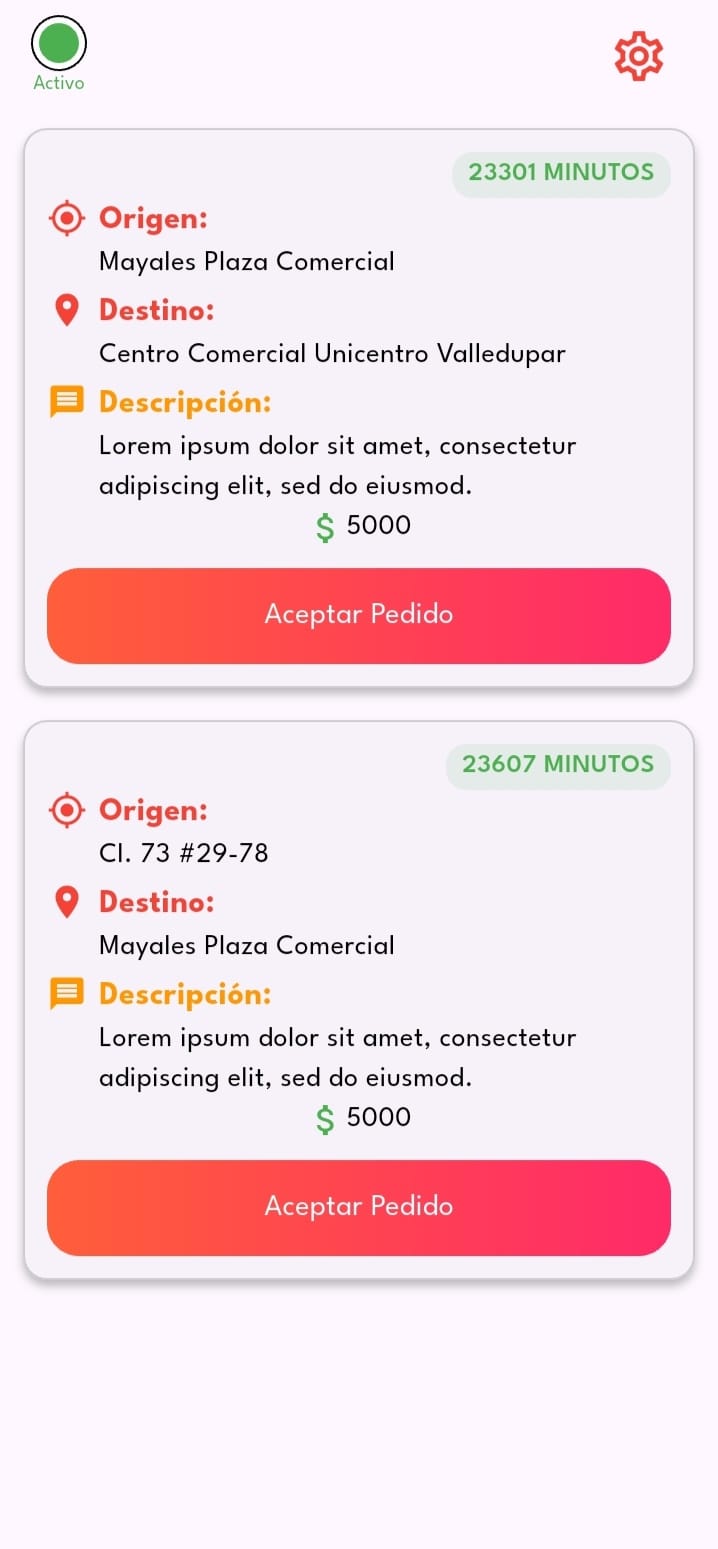 Activo
23301 MINUTOS
Origen:
Mayales Plaza Comercial
Destino:
Centro Comercial Unicentro Valledupar
Descripción:
Lorem ipsum dolor sit amet, consectetur
adipiscing elit, sed do eiusmod.
$ 5000
Aceptar Pedido
23607 MINUTOS
Origen:
Cl. 73 #29-78
Destino:
Mayales Plaza Comercial
Descripción:
Lorem ipsum dolor sit amet, consectetur
adipiscing elit, sed do eiusmod.
$ 5000
Aceptar Pedido